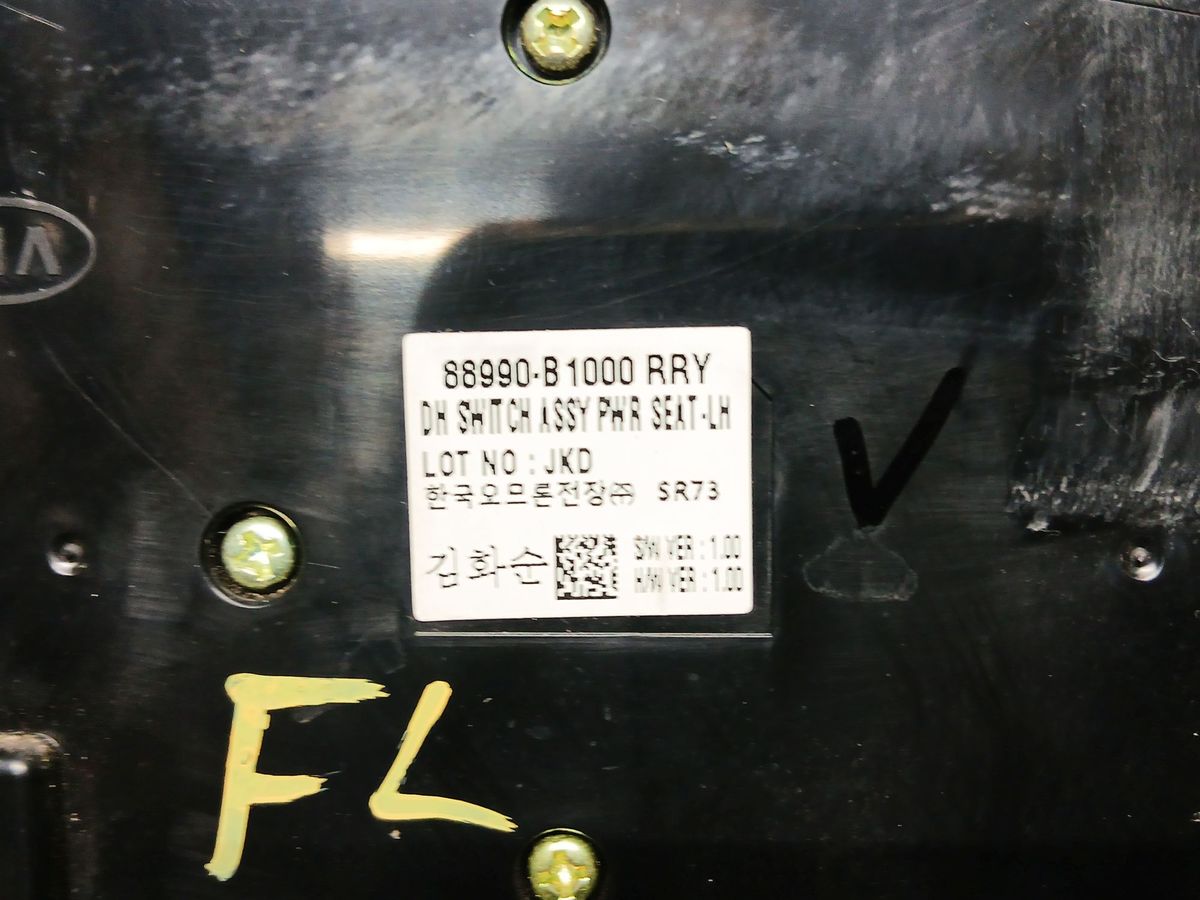 88990-B1000 RRY
DH SWITCH ASSY PWR SEAT-LH
LOT NO : JKD
한국오므론전장㈜ SR73
김화순
S/W VER : 1.00
H/W VER : 1.00
FL